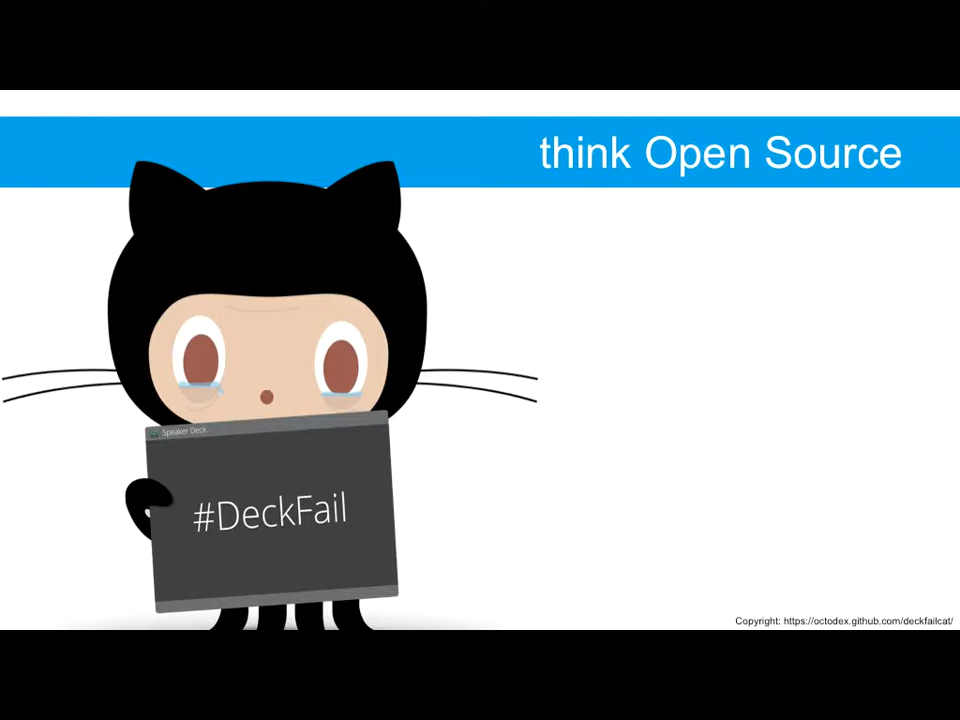 think Open Source
Speaker Deck
#DeckFail
Copyright: https://octodex.github.com/deckfailcat/